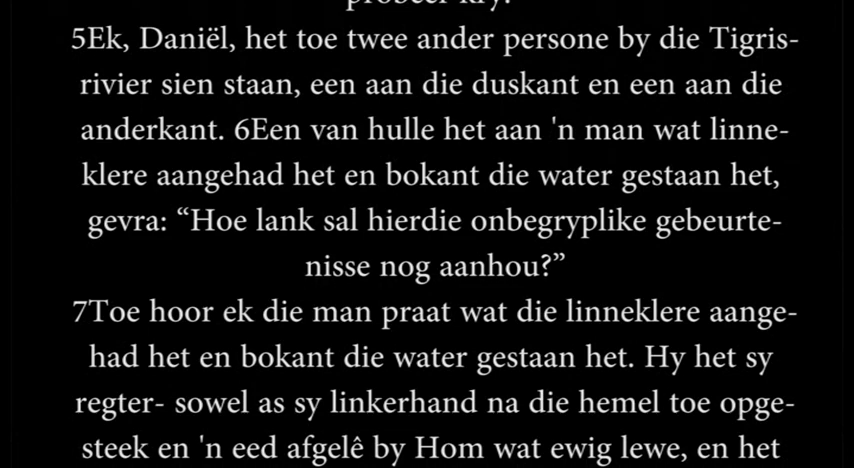 probeer kry.
5Ek, Daniël, het toe twee ander persone by die Tigris-
rivier sien staan, een aan die duskant en een aan die
anderkant. 6Een van hulle het aan 'n man wat linne-
klere aangehad het en bokant die water gestaan het,
gevra: “Hoe lank sal hierdie onbegryplike gebeurte-
nisse nog aanhou?”
7Toe hoor ek die man praat wat die linneklere aange-
had het en bokant die water gestaan het. Hy het sy
regter- sowel as sy linkerhand na die hemel toe opge-
steek en 'n eed afgelê by Hom wat ewig lewe, en het